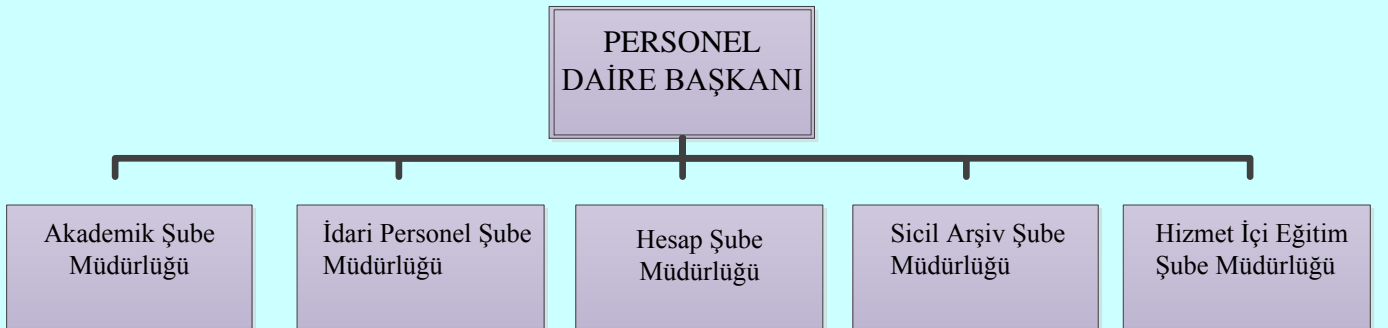 PERSONEL
DAİRE BAŞKANI
Akademik Şube
Müdürlüğü
İdari Personel Şube
Müdürlüğü
Hesap Şube
Müdürlüğü
Sicil Arşiv Şube
Müdürlüğü
Hizmet İçi Eğitim
Şube Müdürlüğü